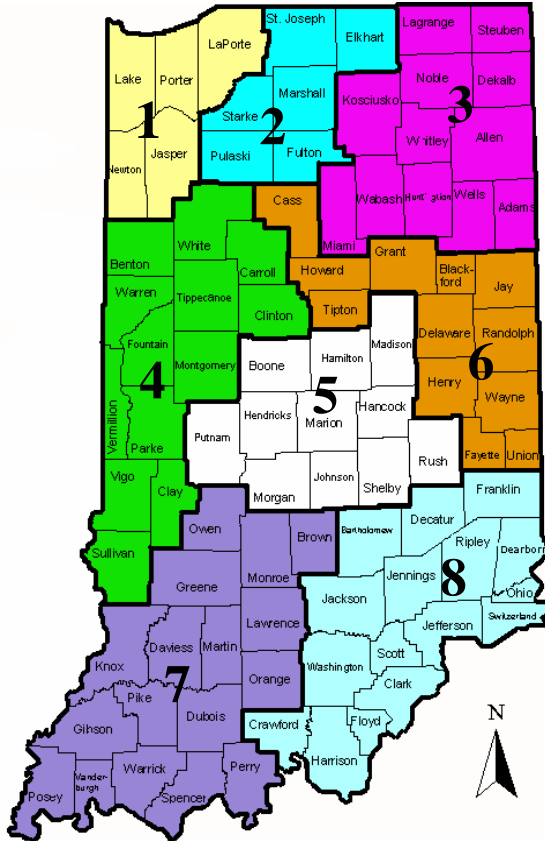 St. Joseph
Lagrange
Steuben
LaPorte
Elkhart
Lake
Porter
Noble
Dekalb
Marshall
Kosciusko
3
1
Starke
2
Allen
Whitley
Jasper
Pulaski
Fulton
Newton
Wabash
Wells
Adams
Cass
Miami
White
Benton
Grant
Carroll
Howard
Black-
ford
Jay
Warren
Tippecanoe
Tipton
Clinton
Delaware
Randolph
Fountain
Hamilton
Madison
Boone
Montgomery
6
4
5
Henry
Wayne
Hendricks
Hancock
Marion
Vermillion
Putnam
Parke
Rush
Fayette
Union
Vigo
Clay
Johnson
Shelby
Morgan
Franklin
Owen
Decatur
Brown
Bartholomew
Ripley
Sullivan
Dearborn
Greene
Monroe
Jennings
8
Ohio
Jackson
Lawrence
Switzerland
Jefferson
Daviess
Martin
Scott
Knox
7
Washington
Orange
Clark
Pike
Dubois
N
Gibson
Crawford
Floyd
Harrison
Perry
Warrick
Vander-
burgh
Posey
Spencer